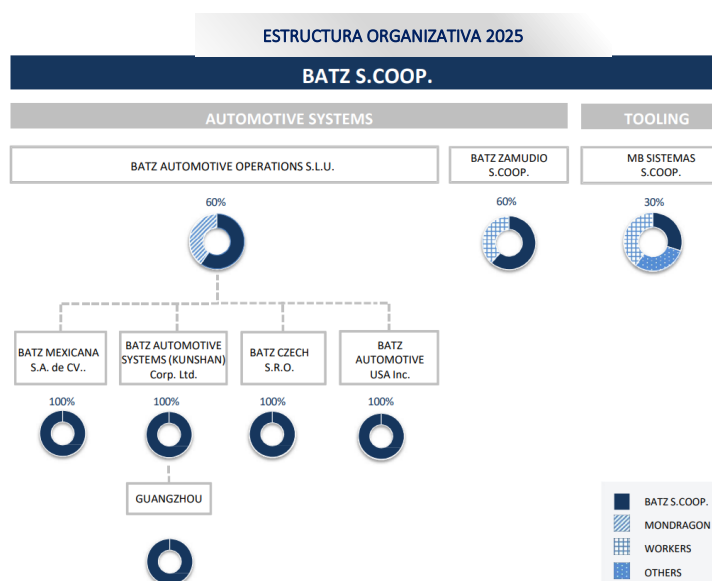 ESTRUCTURA ORGANIZATIVA 2025
BATZ S.COOP.
AUTOMOTIVE SYSTEMS
TOOLING
BATZ AUTOMOTIVE OPERATIONS S.L.U.
BATZ ZAMUDIO
S.COOP.
MB SISTEMAS
S.COOP.
60%
60%
30%
BATZ MEXICANA
S.A. de CV..
BATZ AUTOMOTIVE
SYSTEMS (KUNSHAN)
Corp. Ltd.
BATZ CZECH
S.R.O.
BATZ
AUTOMOTIVE
USA Inc.
100%
100%
100%
100%
GUANGZHOU
BATZ S.COOP.
MONDRAGON
WORKERS
OTHERS